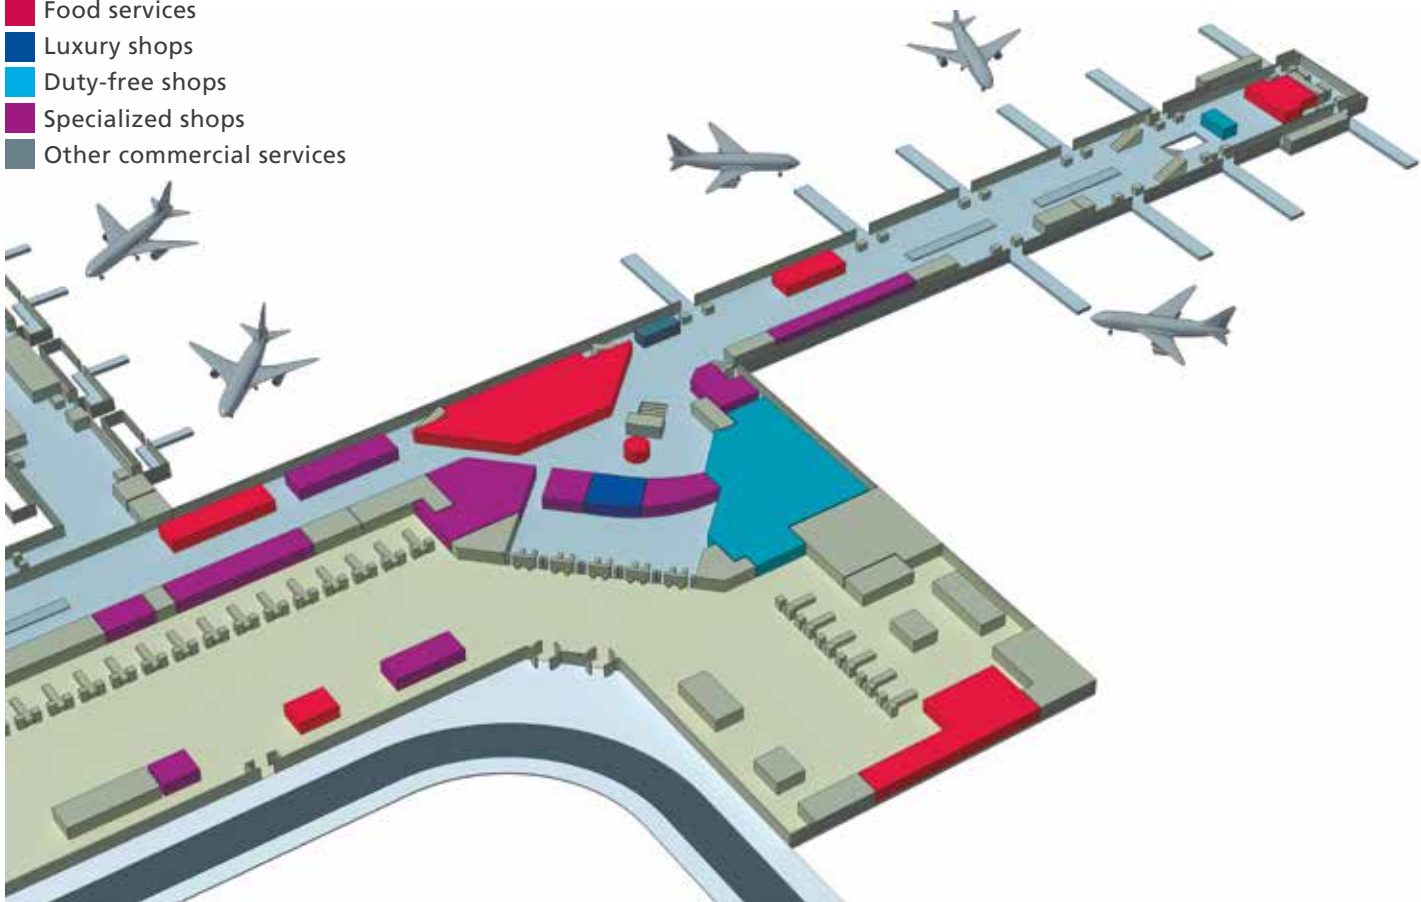 Food services
Luxury shops
Duty-free shops
Specialized shops
Other commercial services